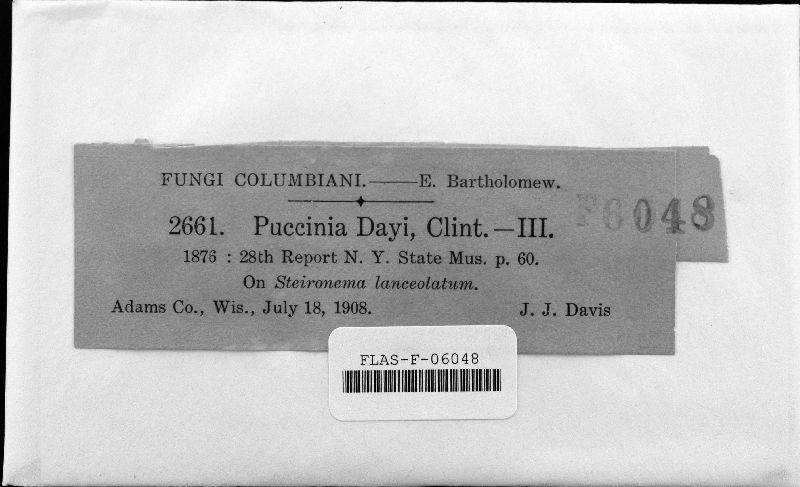 FUNGI COLUMBIANI.——E. Bartholomew.
2661. Puccinia Dayi, Clint.—III.
F6048
1876 : 28th Report N. Y. State Mus. p. 60.
On Steironema lanceolatum.
Adams Co., Wis., July 18, 1908. J. J. Davis
FLAS-F-06048